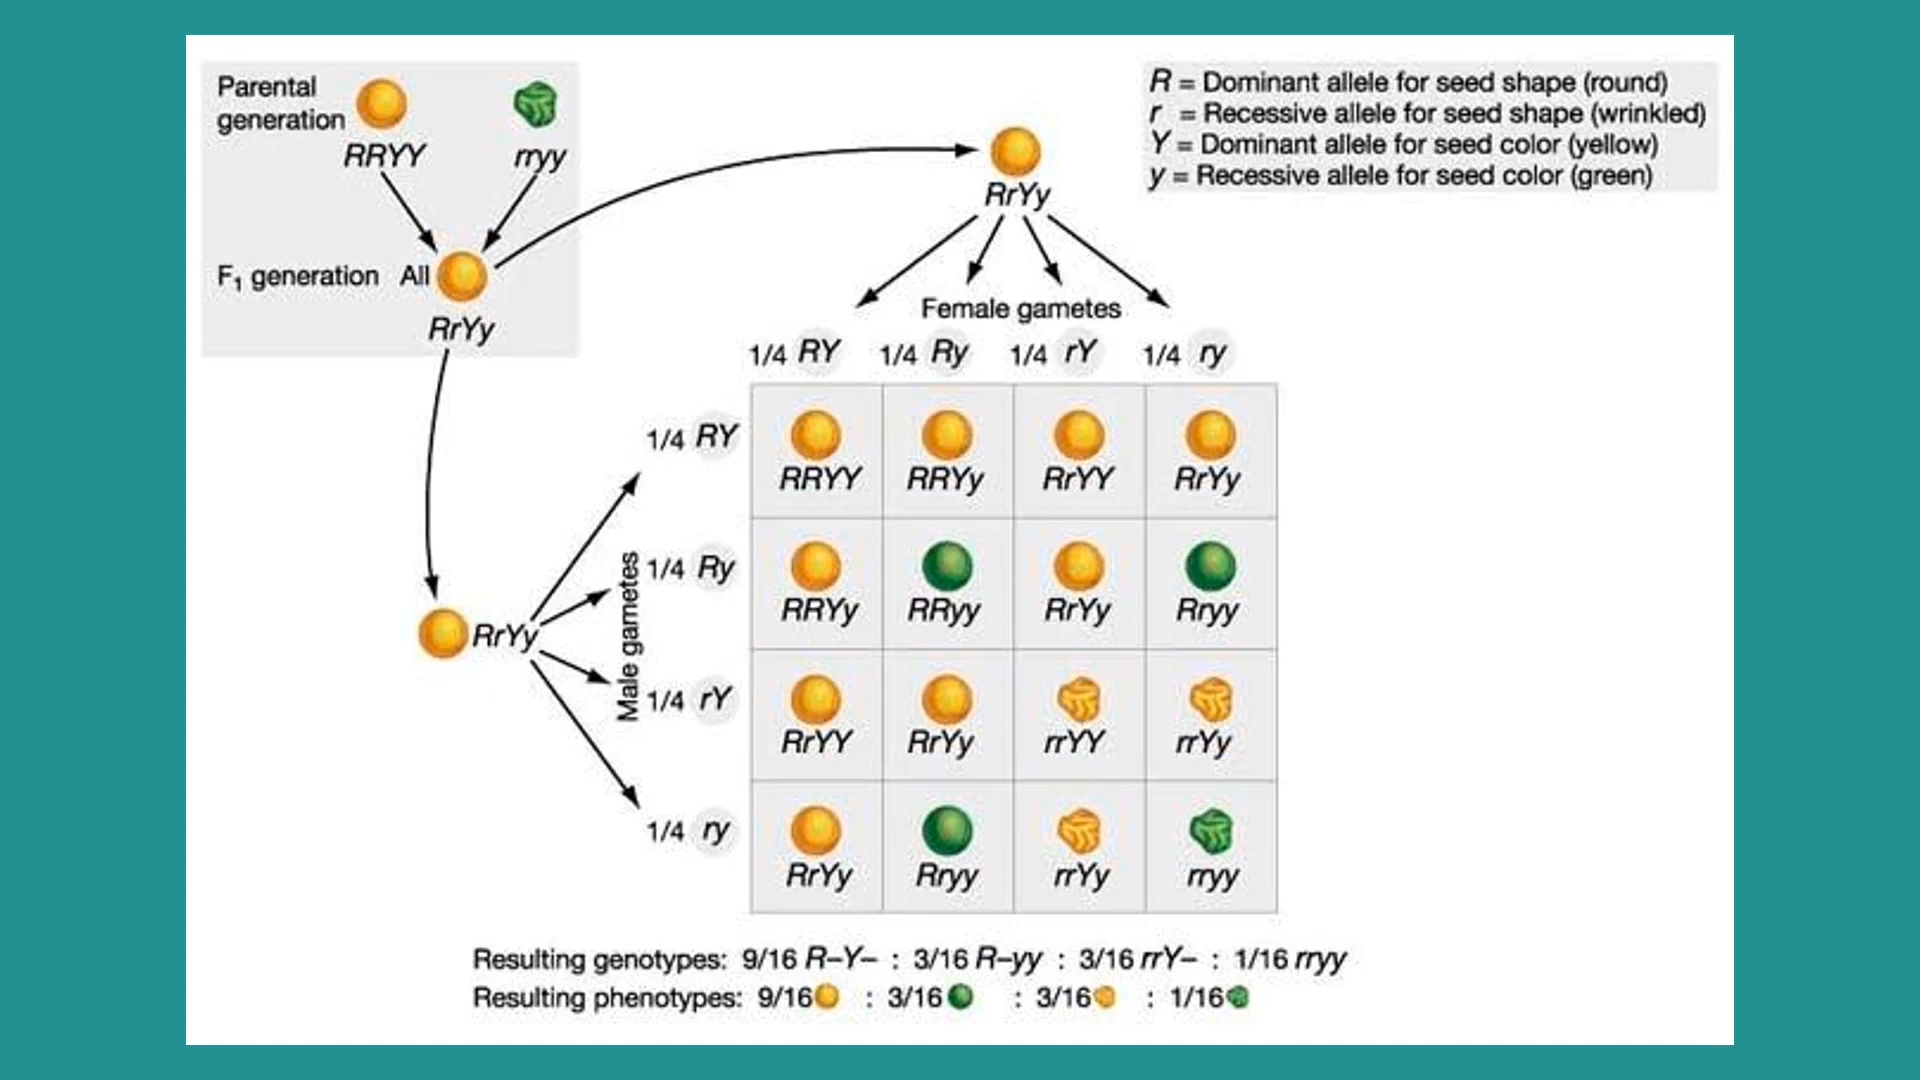 Parental
generation
RRYY
rryy
F1 generation All
RrYy
RrYy
R = Dominant allele for seed shape (round)
r = Recessive allele for seed shape (wrinkled)
Y = Dominant allele for seed color (yellow)
y = Recessive allele for seed color (green)
Female gametes
1/4 RY 1/4 Ry 1/4 rY 1/4 ry
RrYy
Male gametes
1/4 RY
RRYY RRYy RrYY RrYy
1/4 Ry
RRYy RRyy RrYy Rryy
1/4 rY
RrYY RrYy rrYY rrYy
1/4 ry
RrYy Rryy rrYy rryy
Resulting genotypes: 9/16 R–Y– : 3/16 R–yy : 3/16 rrY– : 1/16 rryy
Resulting phenotypes: 9/16 : 3/16 : 3/16 : 1/16